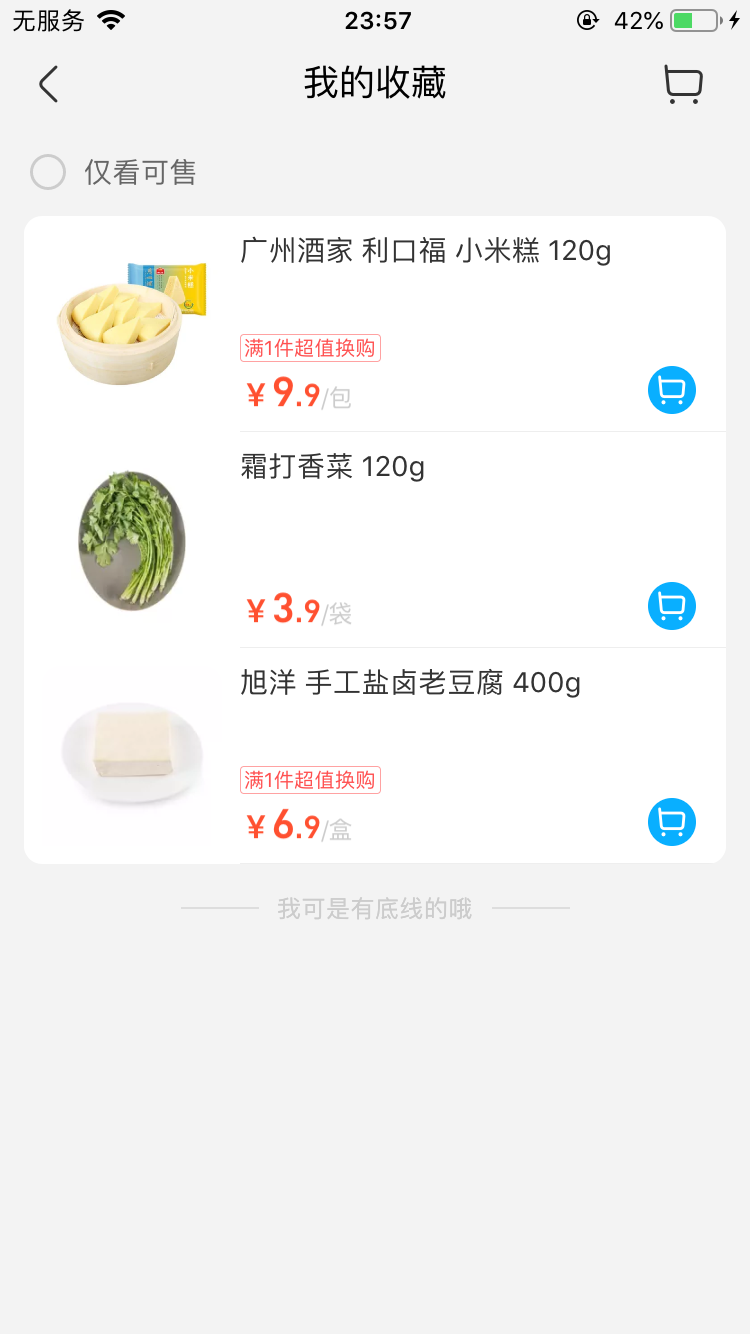 无服务 23:57 42%
我的收藏
仅看可售
广州酒家 利口福 小米糕 120g
满1件超值换购
¥9.9/包
霜打香菜 120g
¥3.9/袋
旭洋 手工盐卤老豆腐 400g
满1件超值换购
¥6.9/盒
我可是有底线的哦